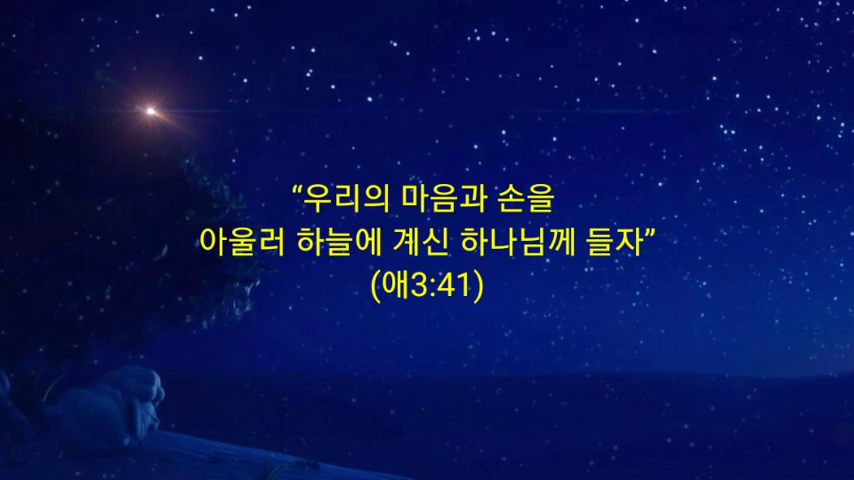 “우리의 마음과 손을
아울러 하늘에 계신 하나님께 들자”
(애3:41)